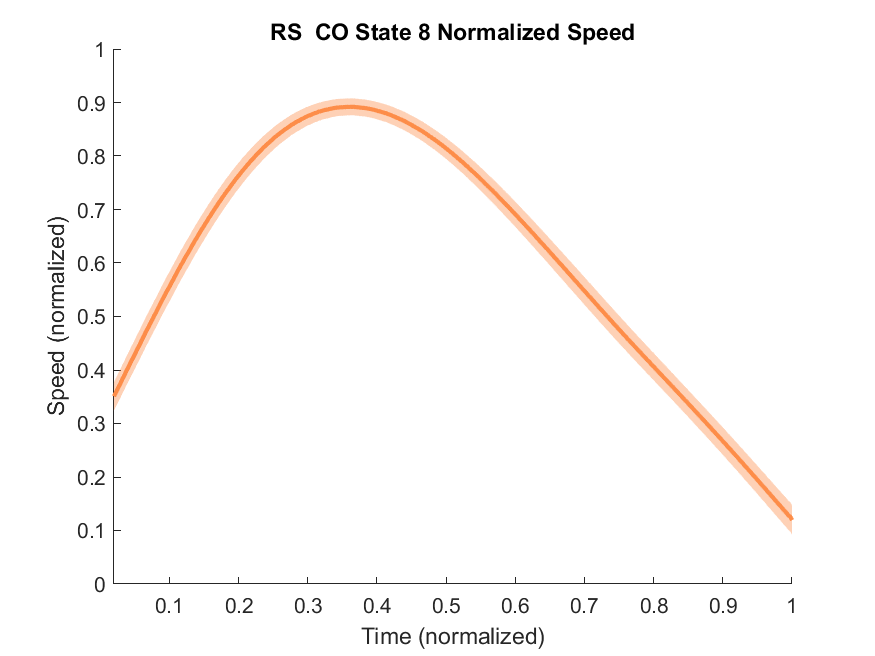 RS  CO State 8 Normalized Speed
1
0.9
0.8
0.7
0.6
0.5
0.4
0.3
0.2
0.1
0
Speed (normalized)
0.1 0.2 0.3 0.4 0.5 0.6 0.7 0.8 0.9 1
Time (normalized)